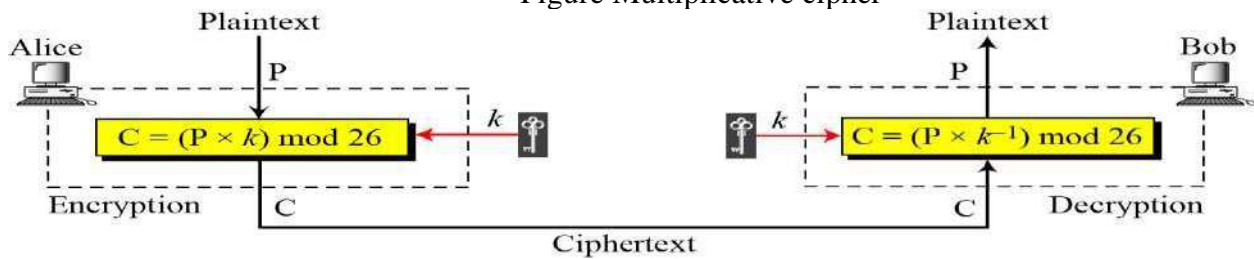 Figure Multiplicative cipher
Plaintext
Plaintext
Alice
Bob
P
P
C = (P × k) mod 26
k
k
C = (P × k⁻¹) mod 26
Encryption
C
C
Decryption
Ciphertext